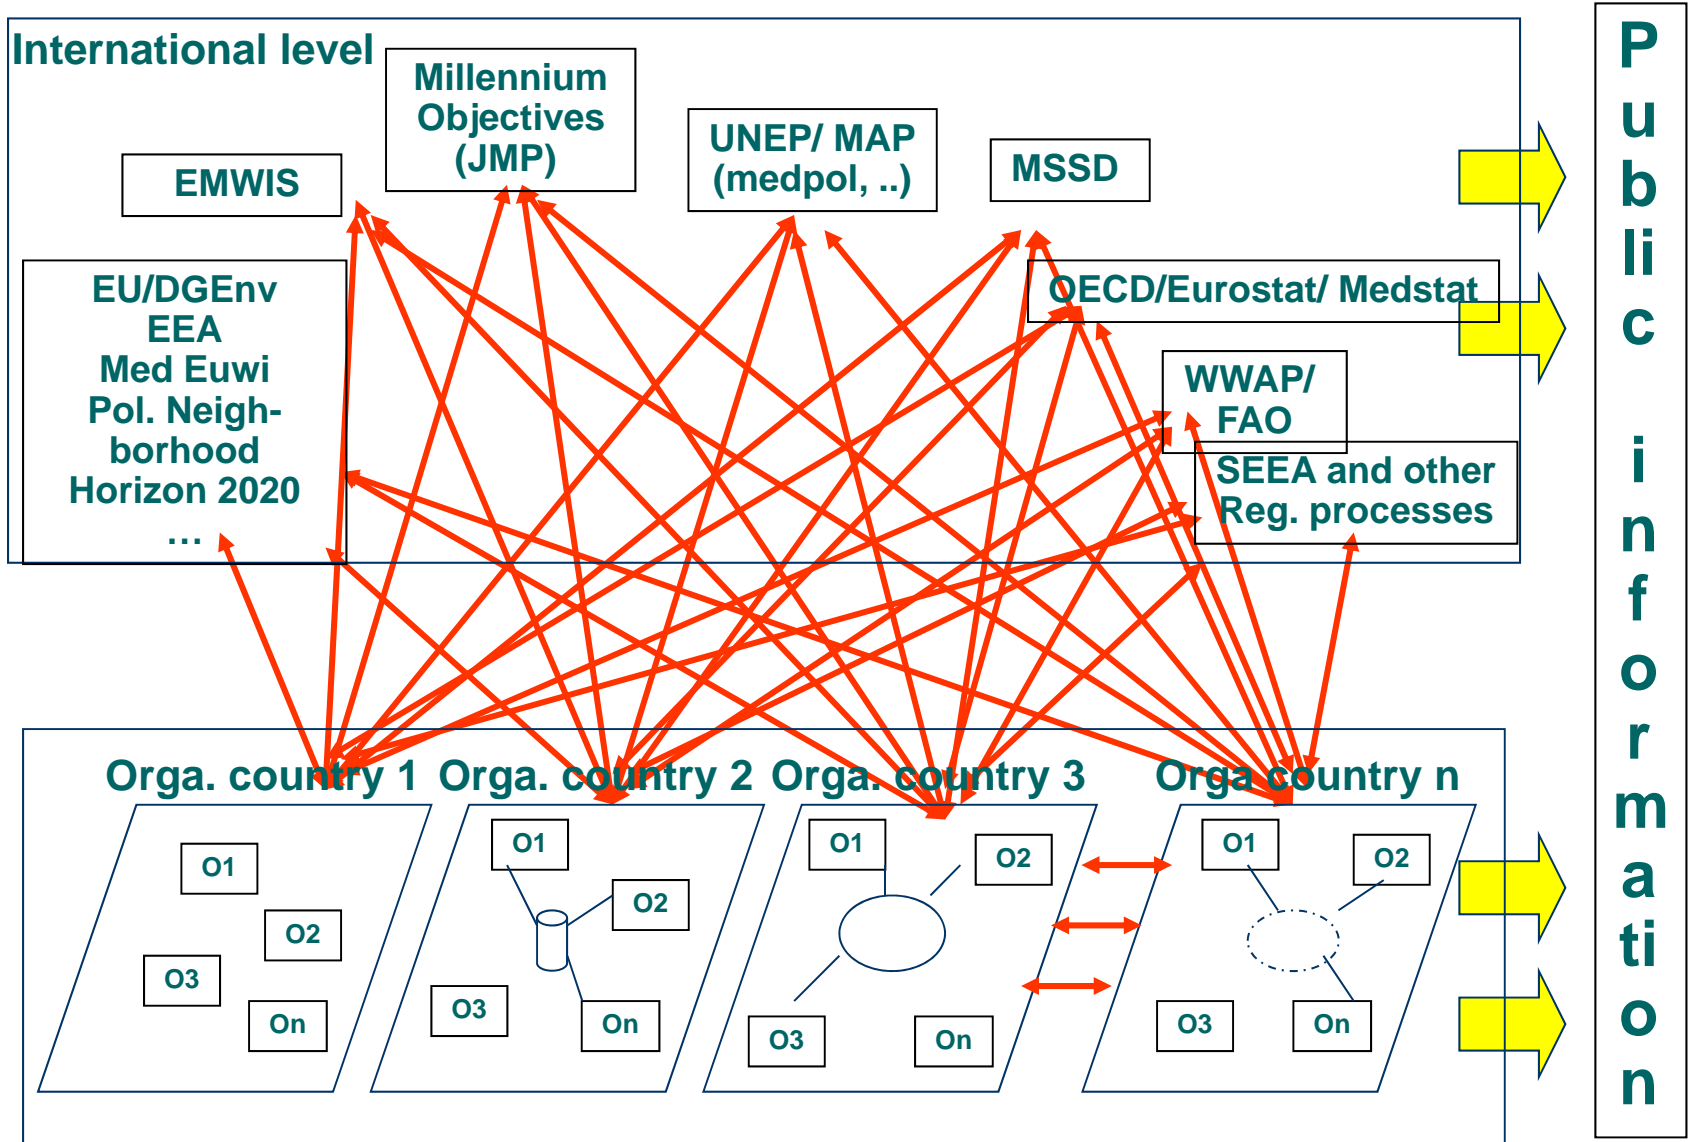 International level
Millennium
Objectives
(JMP)
UNEP/ MAP
(medpol, ..)
MSSD
EMWIS
EU/DGEnv
EEA
Med Euwi
Pol. Neigh-
borhood
Horizon 2020
…
OECD/Eurostat/ Medstat
WWAP/
FAO
SEEA and other
Reg. processes
Orga. country 1
Orga. country 2
Orga. country 3
Orga country n
O1
O2
O3
On
O1
O2
O3
On
O1
O2
O3
On
O1
O2
O3
On
P
u
b
li
c
i
n
f
o
r
m
a
ti
o
n